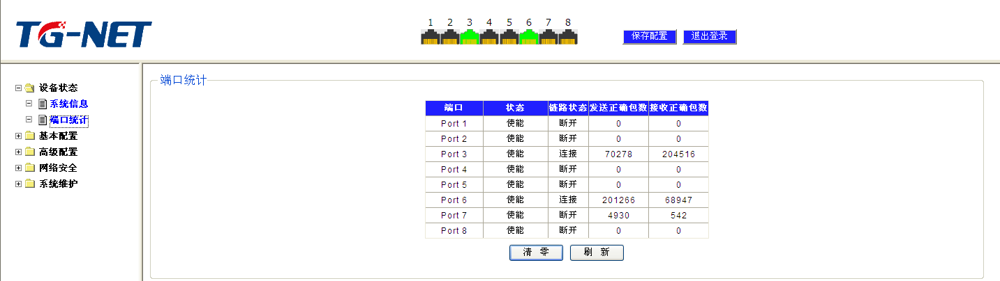 TG-NET
1 2 3 4 5 6 7 8
保存配置 退出登录
设备状态
系统信息
端口统计
基本配置
高级配置
网络安全
系统维护
端口统计
端口 状态 链路状态 发送正确包数 接收正确包数
Port 1 使能 断开 0 0
Port 2 使能 断开 0 0
Port 3 使能 连接 70278 204516
Port 4 使能 断开 0 0
Port 5 使能 断开 0 0
Port 6 使能 连接 201266 68947
Port 7 使能 断开 4930 542
Port 8 使能 断开 0 0
清 零 刷 新